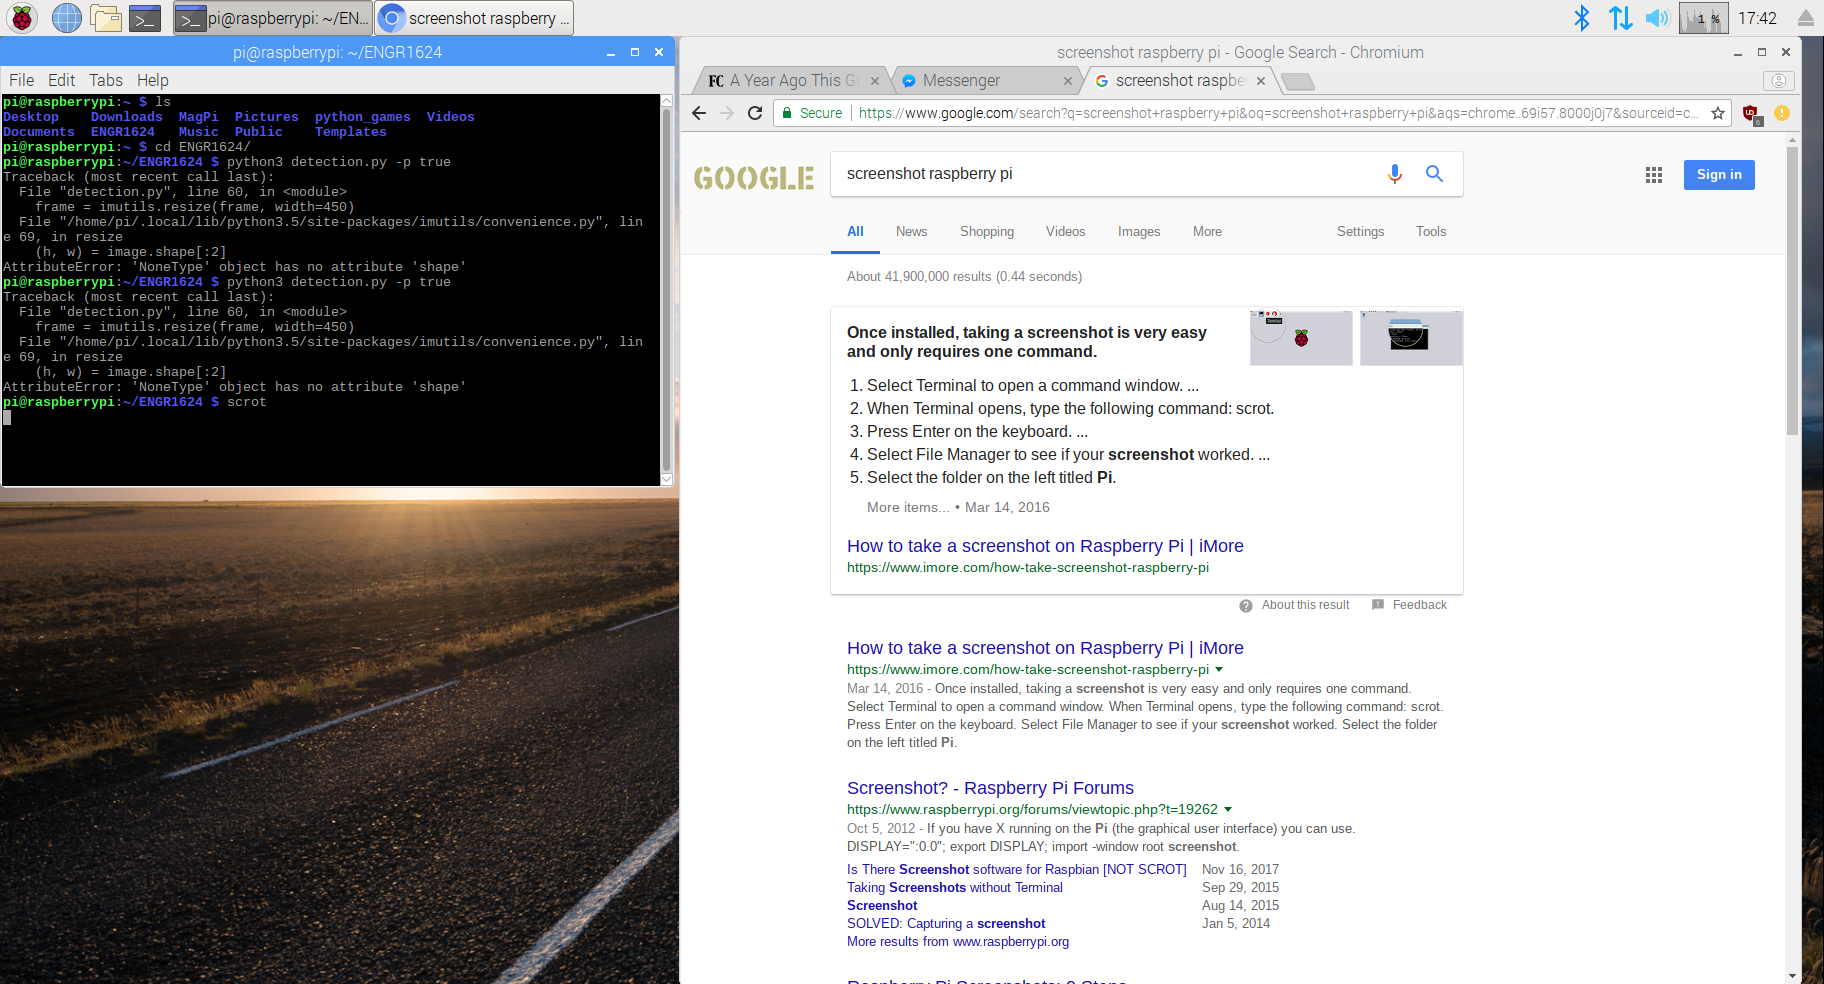 pi@raspberrypi: ~/EN...
screenshot raspberry ...
1 %
17:42
pi@raspberrypi: ~/ENGR1624
File Edit Tabs Help
pi@raspberrypi:~ $ ls
Desktop Downloads MagPi Pictures python_games Videos
Documents ENGR1624 Music Public Templates
pi@raspberrypi:~ $ cd ENGR1624/
pi@raspberrypi:~/ENGR1624 $ python3 detection.py -p true
Traceback (most recent call last):
File "detection.py", line 60, in <module>
frame = imutils.resize(frame, width=450)
File "/home/pi/.local/lib/python3.5/site-packages/imutils/convenience.py", lin
e 69, in resize
(h, w) = image.shape[:2]
AttributeError: 'NoneType' object has no attribute 'shape'
pi@raspberrypi:~/ENGR1624 $ python3 detection.py -p true
Traceback (most recent call last):
File "detection.py", line 60, in <module>
frame = imutils.resize(frame, width=450)
File "/home/pi/.local/lib/python3.5/site-packages/imutils/convenience.py", lin
e 69, in resize
(h, w) = image.shape[:2]
AttributeError: 'NoneType' object has no attribute 'shape'
pi@raspberrypi:~/ENGR1624 $ scrot
screenshot raspberry pi - Google Search - Chromium
FC A Year Ago This Gu
Messenger
screenshot raspbe
Secure https://www.google.com/search?q=screenshot+raspberry+pi&oq=screenshot+raspberry+pi&aqs=chrome..69i57.8000j0j7&sourceid=c...
GOOGLE
screenshot raspberry pi
Sign in
All News Shopping Videos Images More Settings Tools
About 41,900,000 results (0.44 seconds)
Once installed, taking a screenshot is very easy
and only requires one command.
1. Select Terminal to open a command window. ...
2. When Terminal opens, type the following command: scrot.
3. Press Enter on the keyboard. ...
4. Select File Manager to see if your screenshot worked. ...
5. Select the folder on the left titled Pi.
More items... • Mar 14, 2016
How to take a screenshot on Raspberry Pi | iMore
https://www.imore.com/how-take-screenshot-raspberry-pi
About this result Feedback
How to take a screenshot on Raspberry Pi | iMore
https://www.imore.com/how-take-screenshot-raspberry-pi
Mar 14, 2016 - Once installed, taking a screenshot is very easy and only requires one command.
Select Terminal to open a command window. When Terminal opens, type the following command: scrot.
Press Enter on the keyboard. Select File Manager to see if your screenshot worked. Select the folder
on the left titled Pi.
Screenshot? - Raspberry Pi Forums
https://www.raspberrypi.org/forums/viewtopic.php?t=19262
Oct 5, 2012 - If you have X running on the Pi (the graphical user interface) you can use.
DISPLAY=":0.0"; export DISPLAY; import -window root screenshot.
Is There Screenshot software for Raspbian [NOT SCROT] Nov 16, 2017
Taking Screenshots without Terminal Sep 29, 2015
Screenshot Aug 14, 2015
SOLVED: Capturing a screenshot Jan 5, 2014
More results from www.raspberrypi.org
Raspberry Pi Screenshots: 3 Steps